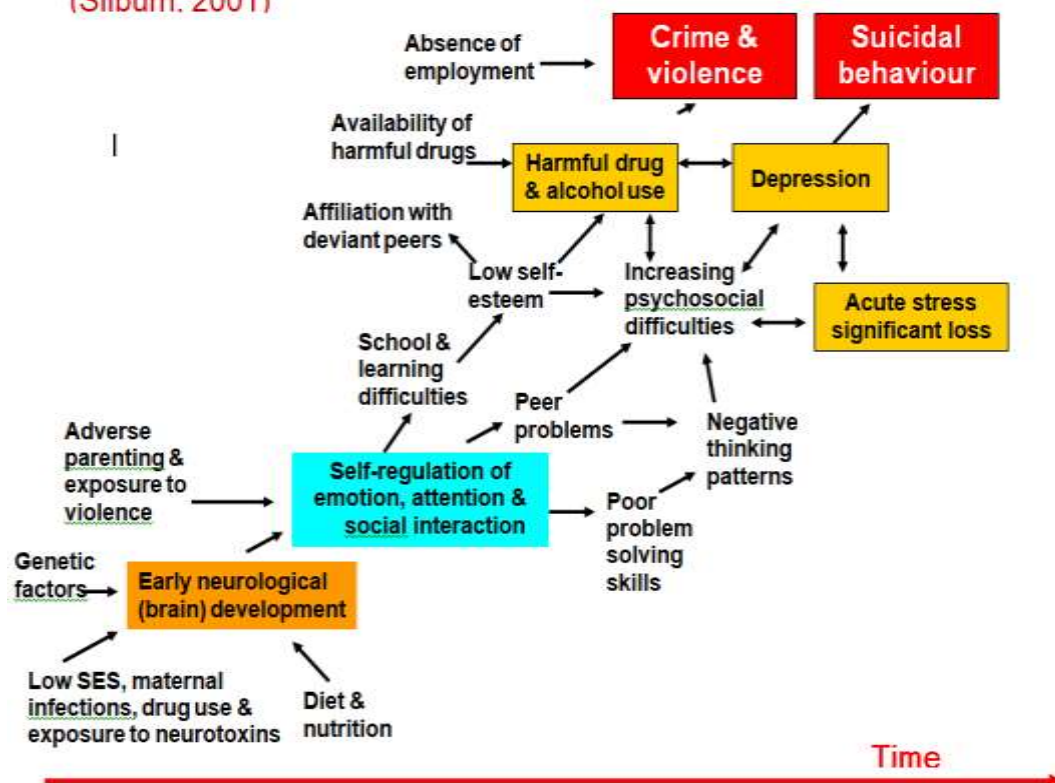 (Silburn, 2001)
Absence of
employment
Crime &
violence
Suicidal
behaviour
Availability of
harmful drugs
Harmful drug
& alcohol use
Depression
Affiliation with
deviant peers
Low self-
esteem
Increasing
psychosocial
difficulties
Acute stress
significant loss
School &
learning
difficulties
Peer
problems
Negative
thinking
patterns
Adverse
parenting &
exposure to
violence
Self-regulation of
emotion, attention &
social interaction
Poor
problem
solving
skills
Genetic
factors
Early neurological
(brain) development
Low SES, maternal
infections, drug use &
exposure to neurotoxins
Diet &
nutrition
Time